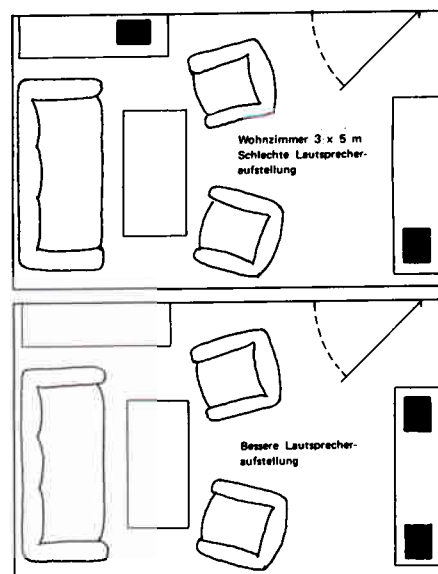 Wohnzimmer 3 x 5 m
Schlechte Lautsprecher-
aufstellung
Bessere Lautsprecher-
aufstellung